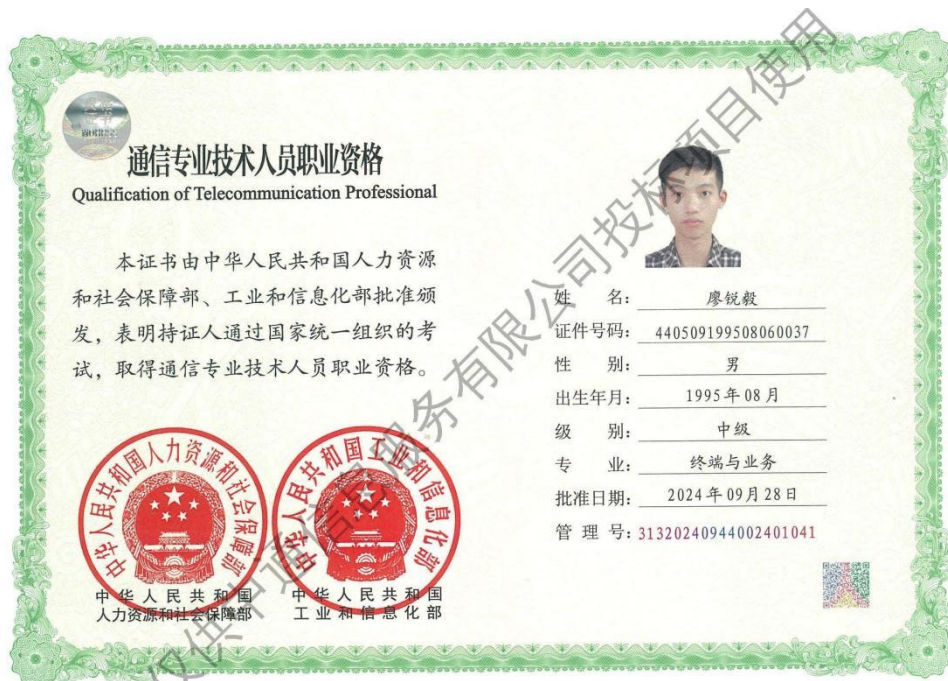 通信专业技术人员职业资格
Qualification of Telecommunication Professional
本证书由中华人民共和国人力资源
和社会保障部、工业和信息化部批准颁
发，表明持证人通过国家统一组织的考
试，取得通信专业技术人员职业资格。
中华人民共和国人力资源和社会保障部
中华人民共和国工业和信息化部
中华人民共和国
人力资源和社会保障部
中华人民共和国
工业和信息化部
姓 名： 廖锐毅
证件号码： 440509199508060037
性 别： 男
出生年月： 1995年08月
级 别： 中级
专 业： 终端与业务
批准日期： 2024年09月28日
管 理 号： 31320240944002401041
仅供中通信息服务有限公司投标项目使用